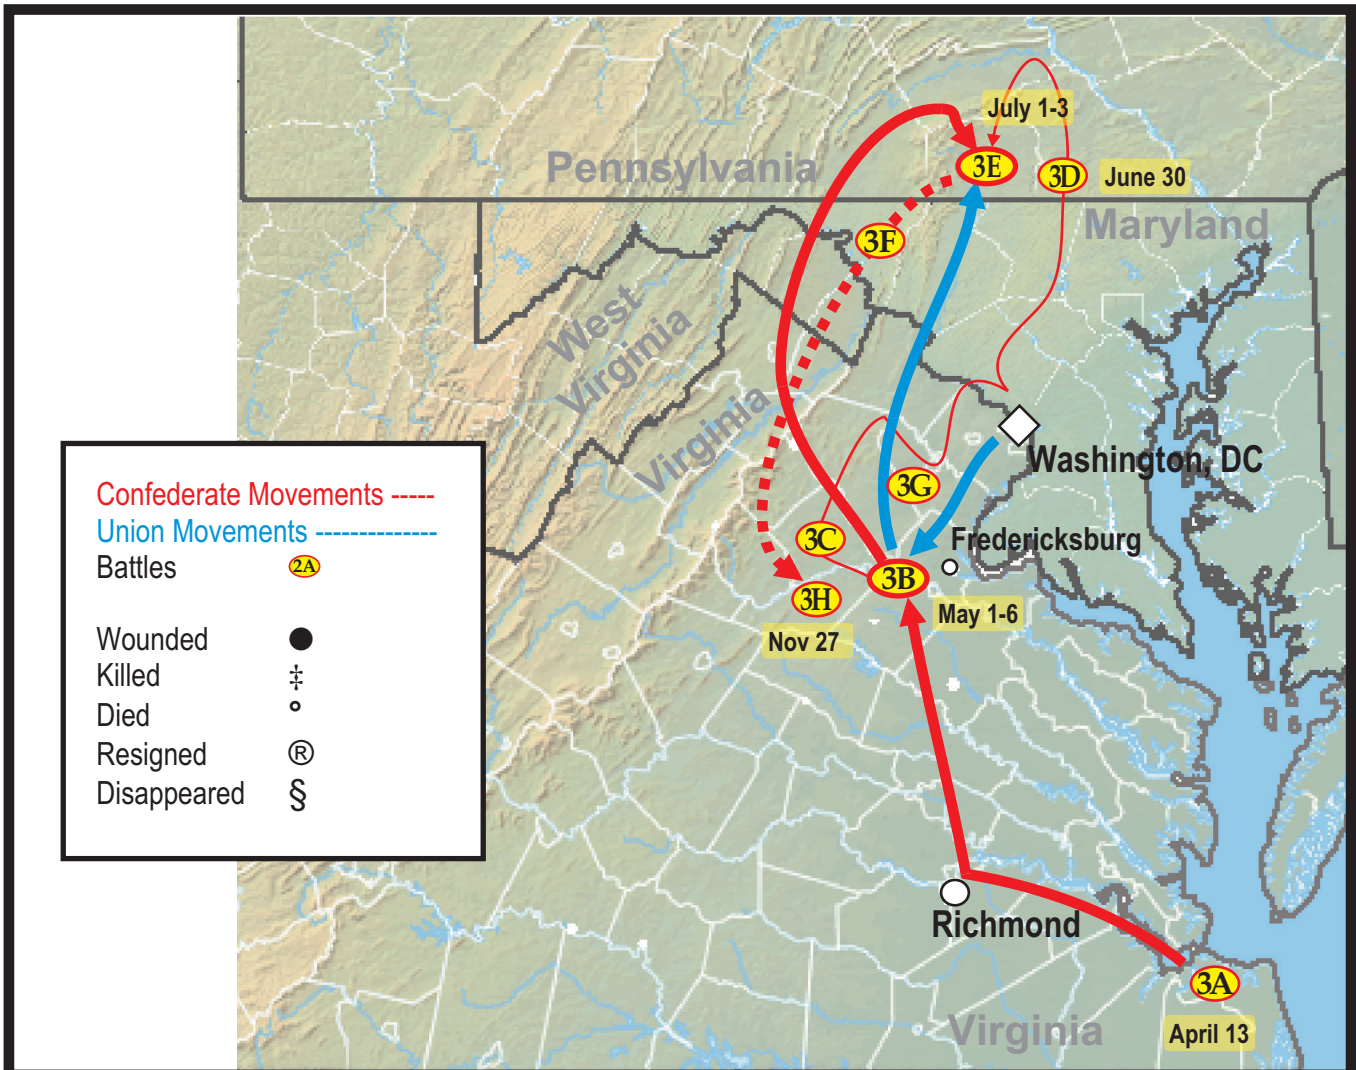 July 1-3
Pennsylvania
3E
3D
June 30
Maryland
3F
West
Virginia
Virginia
Washington, DC
Confederate Movements -----
Union Movements --------------
Battles 2A
Wounded ●
Killed ‡
Died °
Resigned ®
Disappeared §
3G
3C
Fredericksburg
3B
3H
May 1-6
Nov 27
Richmond
3A
Virginia
April 13